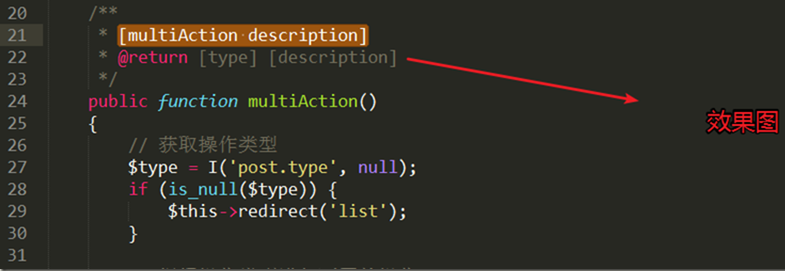 20 /**
21 * [multiAction description]
22 * @return [type] [description]
23 */
24 public function multiAction()
效果图
25 {
26 // 获取操作类型
27 $type = I('post.type', null);
28 if (is_null($type)) {
29 $this->redirect('list');
30 }
31